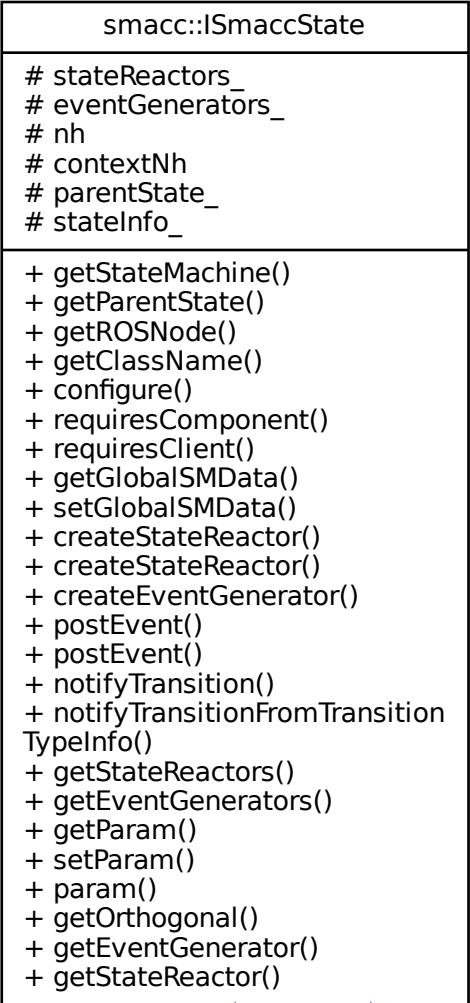 smacc::ISmaccState
# stateReactors_
# eventGenerators_
# nh
# contextNh
# parentState_
# stateInfo_
+ getStateMachine()
+ getParentState()
+ getROSNode()
+ getClassName()
+ configure()
+ requiresComponent()
+ requiresClient()
+ getGlobalSMData()
+ setGlobalSMData()
+ createStateReactor()
+ createStateReactor()
+ createEventGenerator()
+ postEvent()
+ postEvent()
+ notifyTransition()
+ notifyTransitionFromTransition
TypeInfo()
+ getStateReactors()
+ getEventGenerators()
+ getParam()
+ setParam()
+ param()
+ getOrthogonal()
+ getEventGenerator()
+ getStateReactor()